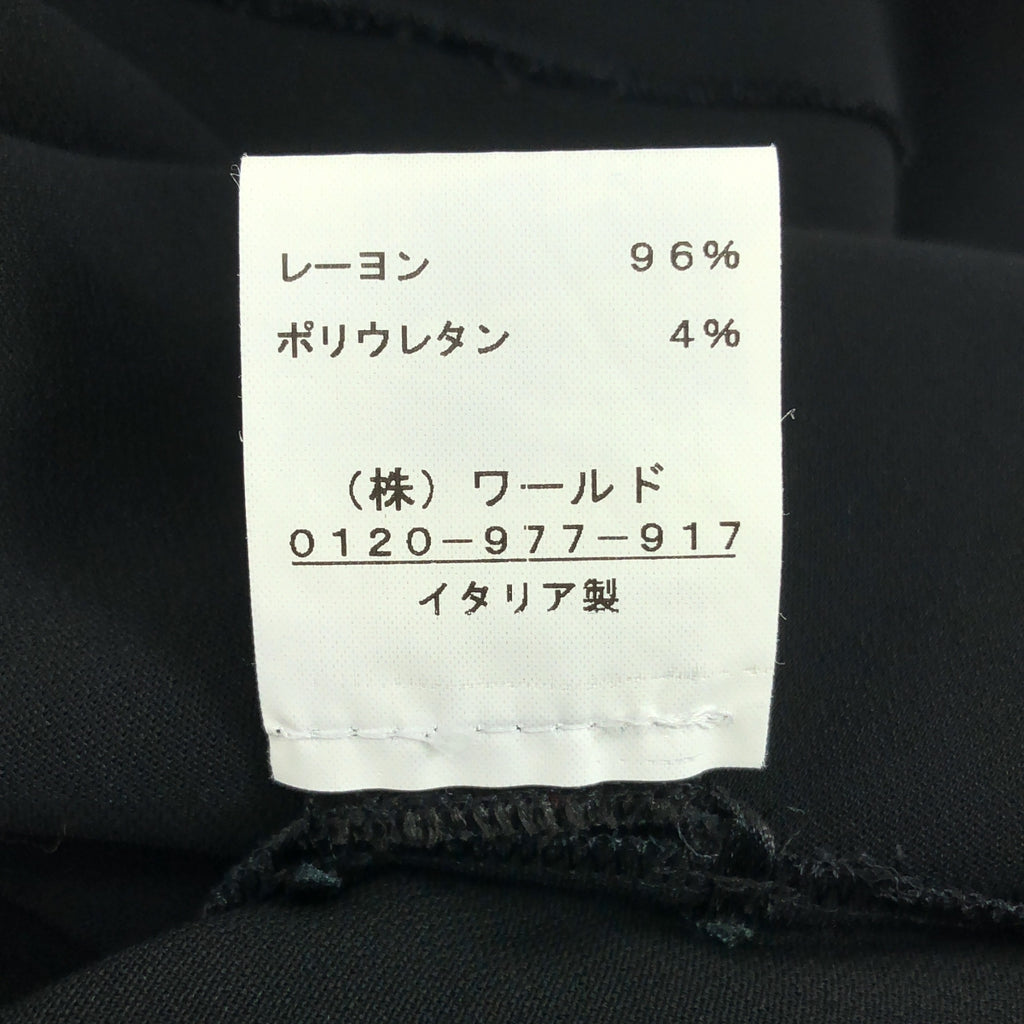 レーヨン 96%
ポリウレタン 4%
(株)ワールド
0120-977-917
イタリア製